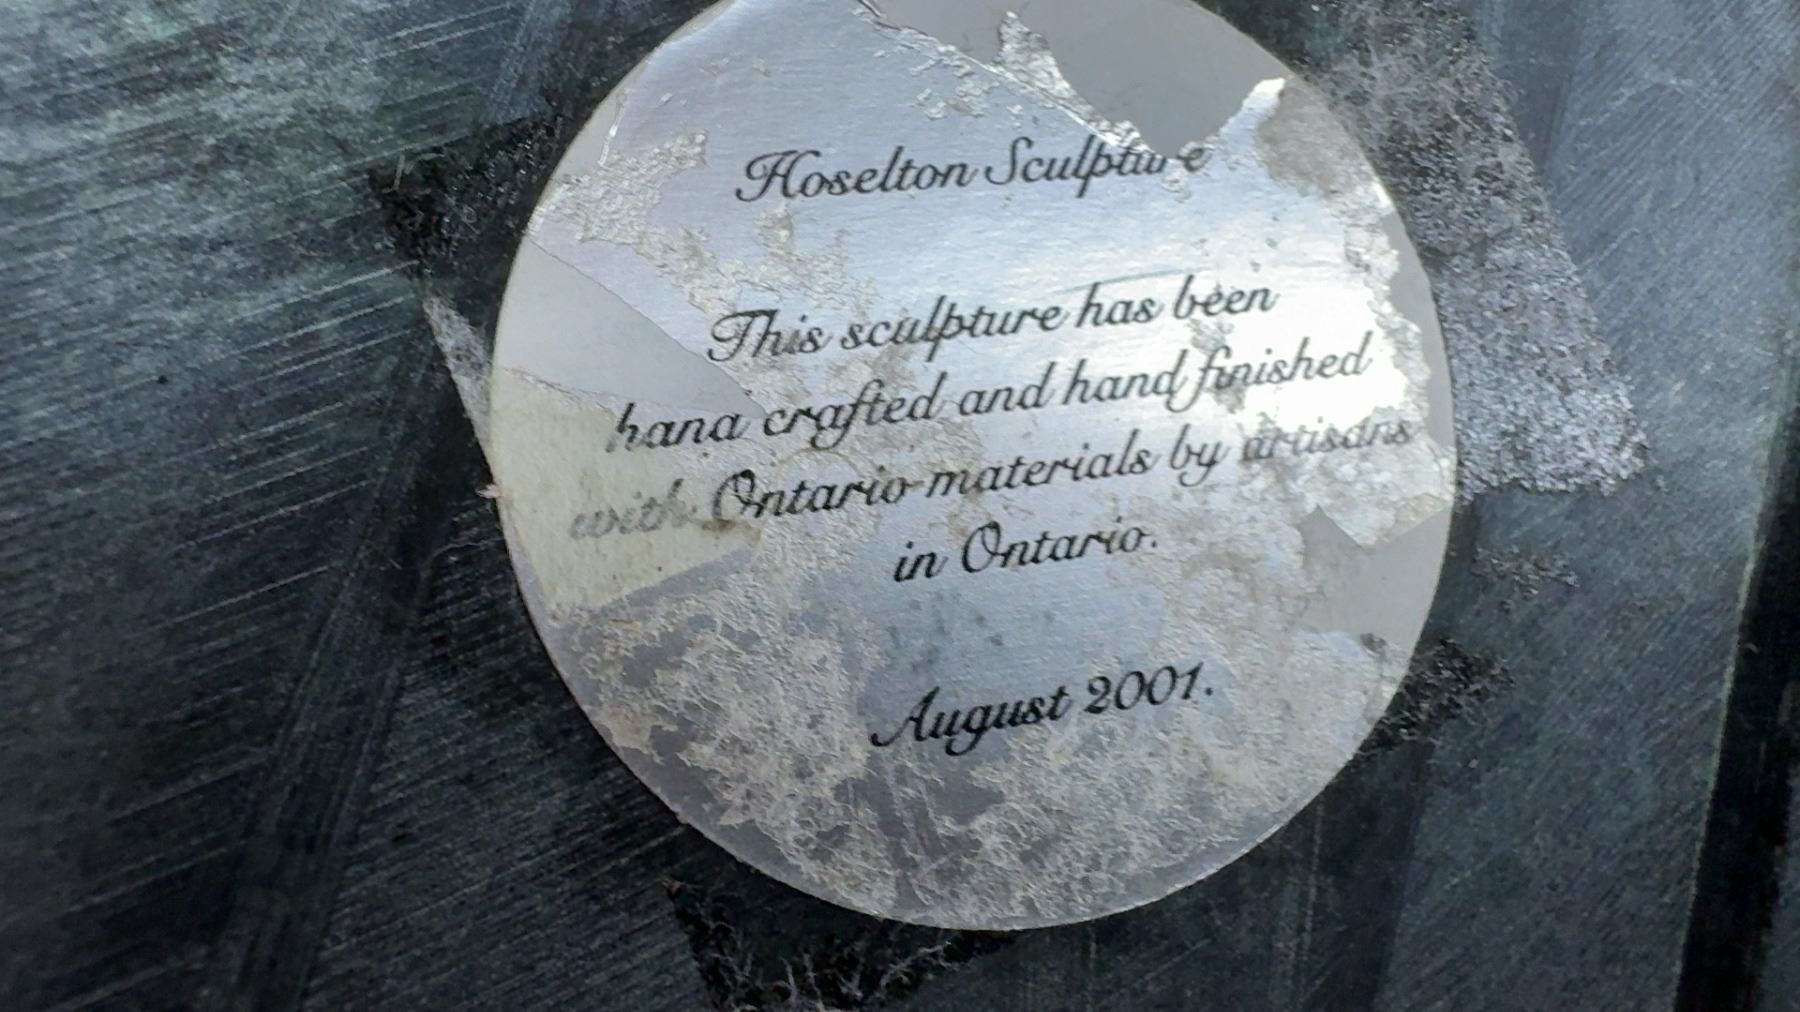 Hoselton Sculpture
This sculpture has been
hand crafted and hand finished
with Ontario materials by artisans
in Ontario.
August 2001.